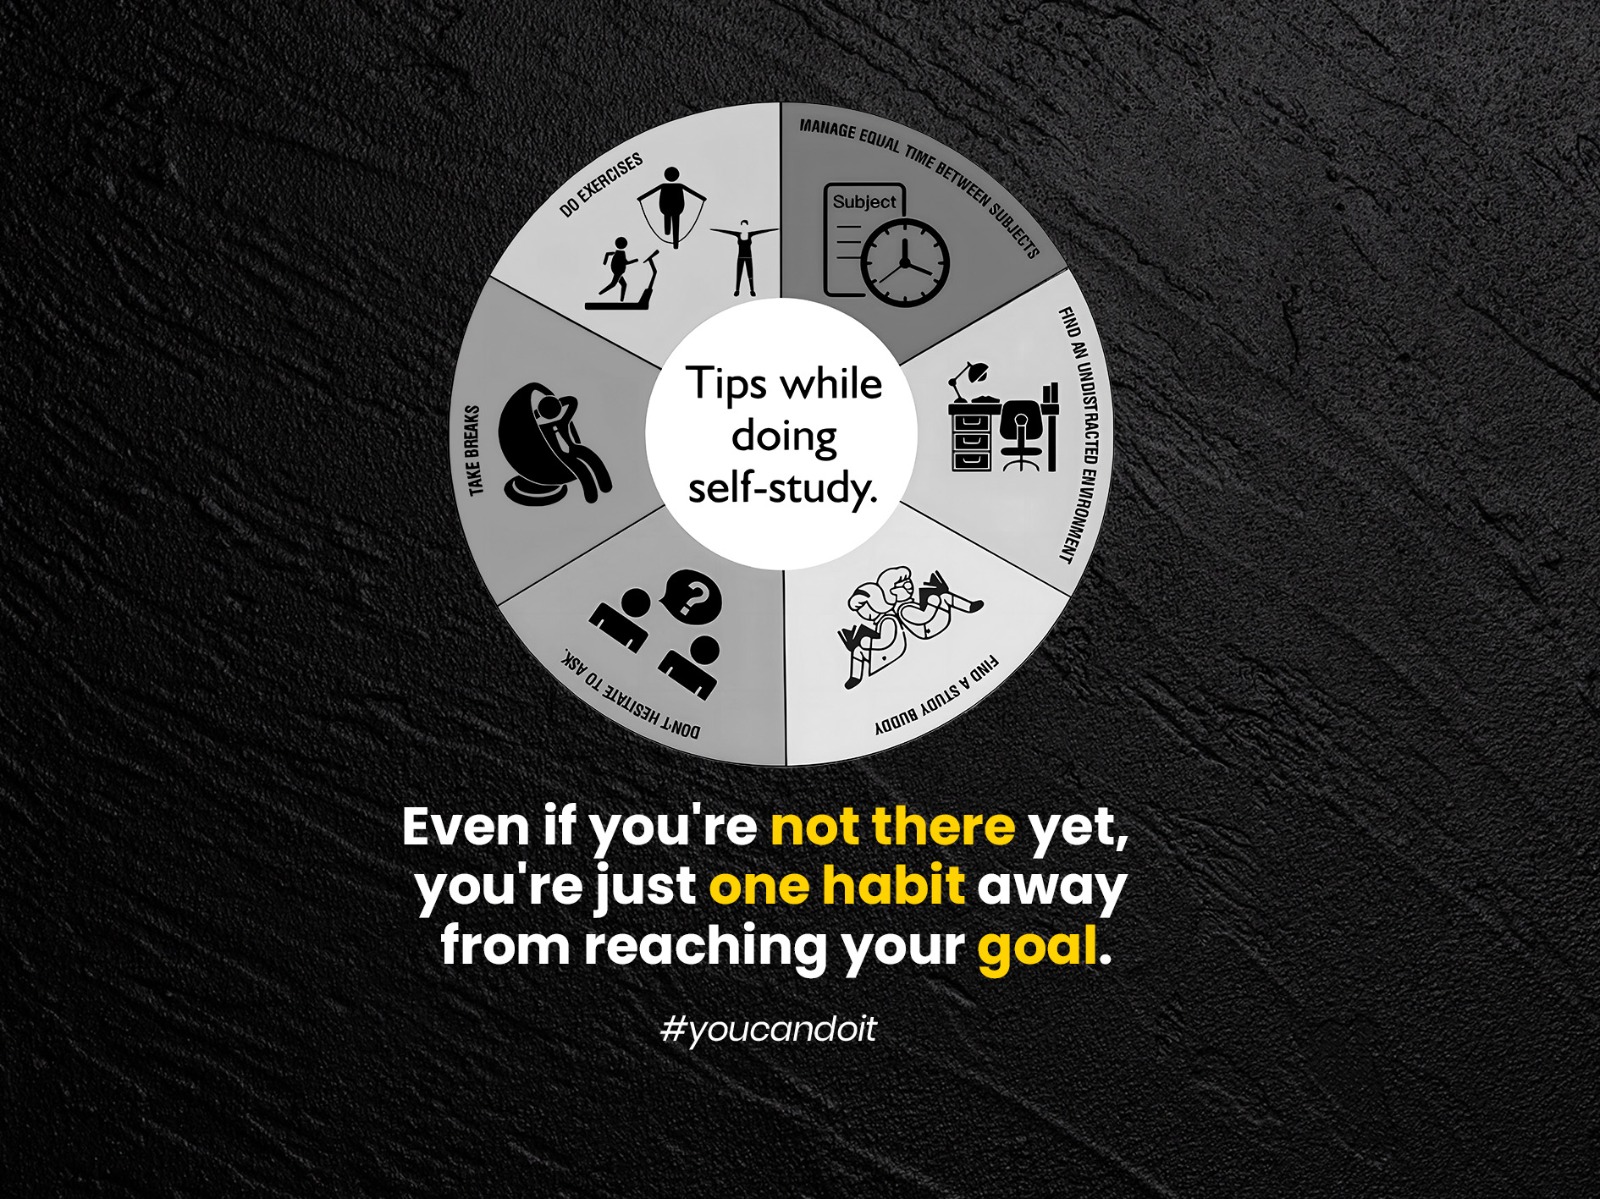 DO EXERCISES
MANAGE EQUAL TIME BETWEEN SUBJECTS
Subject
FIND AN UNDISTRACTED ENVIRONMENT
TAKE BREAKS
Tips while
doing
self-study.
?
DON'T HESITATE TO ASK.
FIND A STUDY BUDDY
Even if you're not there yet,
you're just one habit away
from reaching your goal.
#youcandoit